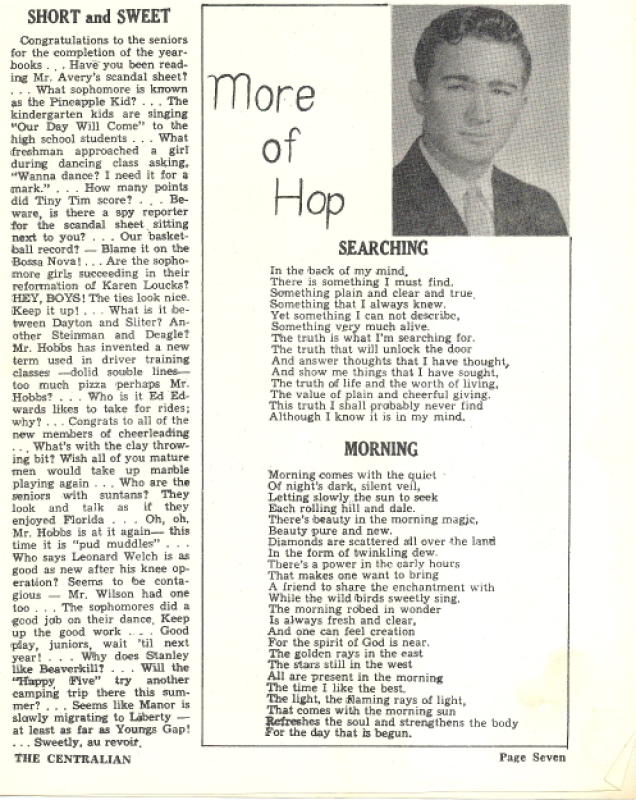 SHORT and SWEET
Congratulations to the seniors
for the completion of the year-
books . . . Have you been read-
ing Mr. Avery's scandal sheet?
. . . What sophomore is known
as the Pineapple Kid? . . . The
kindergarten kids are singing
"Our Day Will Come" to the
high school students . . . What
freshman approached a girl
during dancing class asking,
"Wanna dance? I need it for a
mark." . . . How many points
did Tiny Tim score? . . . Be-
ware, is there a spy reporter
for the scandal sheet sitting
next to you? . . . Our basket-
ball record? — Blame it on the
Bossa Nova! . . . Are the sopho-
more girls succeeding in their
reformation of Karen Loucks?
HEY, BOYS! The ties look nice.
Keep it up! . . . What is it be-
tween Dayton and Sliter? An-
other Steinman and Deagle?
Mr. Hobbs has invented a new
term used in driver training
classes —dolid souble lines—
too much pizza perhaps Mr.
Hobbs? . . . Who is it Ed Ed-
wards likes to take for rides;
why? . . . Congrats to all of the
new members of cheerleading
. . . What's with the clay throw-
ing bit? Wish all of you mature
men would take up marble
playing again . . . Who are the
seniors with suntans? They
look and talk as if they
enjoyed Florida . . . Oh, oh,
Mr. Hobbs is at it again— this
time it is "pud muddles" . . .
Who says Leonard Welch is as
good as new after his knee op-
eration? Seems to be conta-
gious — Mr. Wilson had one
too . . . The sophomores did a
good job on their dance. Keep
up the good work . . . Good
play, juniors, wait 'til next
year! . . . Why does Stanley
like Beaverkill? . . . Will the
"Happy Five" try another
camping trip there this sum-
mer? . . . Seems like Manor is
slowly migrating to Liberty —
at least as far as Youngs Gap!
. . . Sweetly, au revoir.
THE CENTRALIAN
More
of
Hop
SEARCHING
In the back of my mind,
There is something I must find.
Something plain and clear and true,
Something that I always knew.
Yet something I can not describe,
Something very much alive.
The truth is what I'm searching for.
The truth that will unlock the door
And answer thoughts that I have thought,
And show me things that I have sought,
The truth of life and the worth of living,
The value of plain and cheerful giving.
This truth I shall probably never find
Although I know it is in my mind.
MORNING
Morning comes with the quiet
Of night's dark, silent veil,
Letting slowly the sun to seek
Each rolling hill and dale.
There's beauty in the morning magic,
Beauty pure and new.
Diamonds are scattered all over the land
In the form of twinkling dew.
There's a power in the early hours
That makes one want to bring
A friend to share the enchantment with
While the wild birds sweetly sing.
The morning robed in wonder
Is always fresh and clear,
And one can feel creation
For the spirit of God is near.
The golden rays in the east
The stars still in the west
All are present in the morning
The time I like the best.
The light, the flaming rays of light,
That comes with the morning sun
Refreshes the soul and strengthens the body
For the day that is begun.
Page Seven